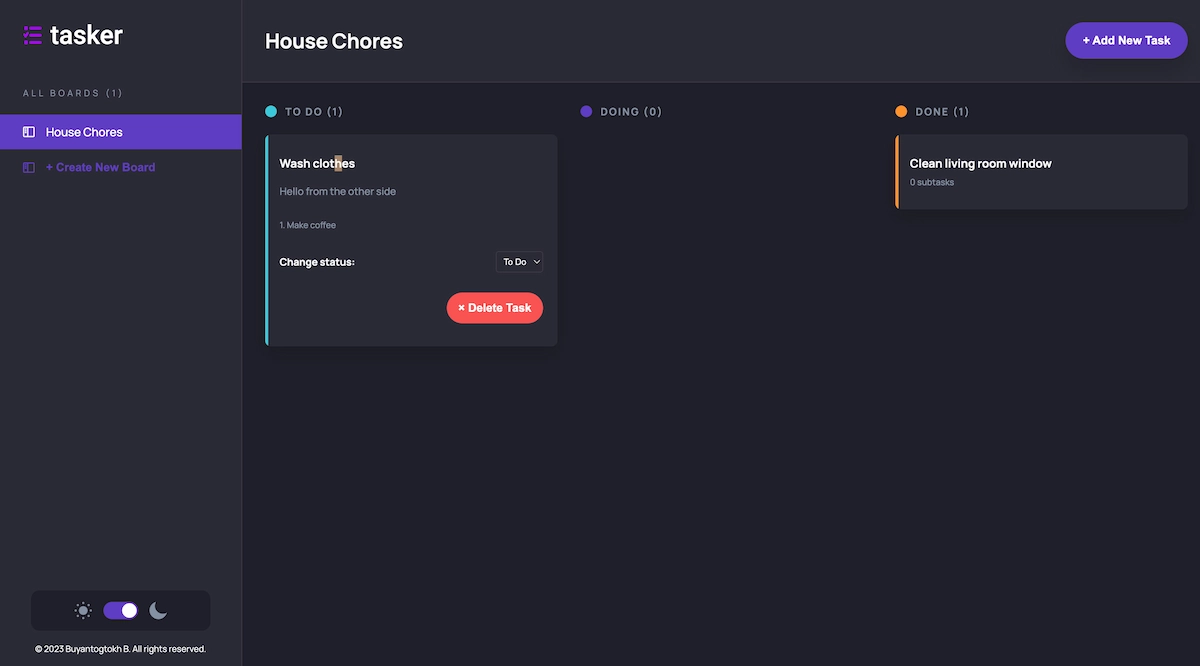 tasker
ALL BOARDS (1)
House Chores
+ Create New Board
© 2023 Buyantogtokh B. All rights reserved.
House Chores
+ Add New Task
TO DO (1)
Wash clothes
Hello from the other side
1. Make coffee
Change status:
To Do
× Delete Task
DOING (0)
DONE (1)
Clean living room window
0 subtasks